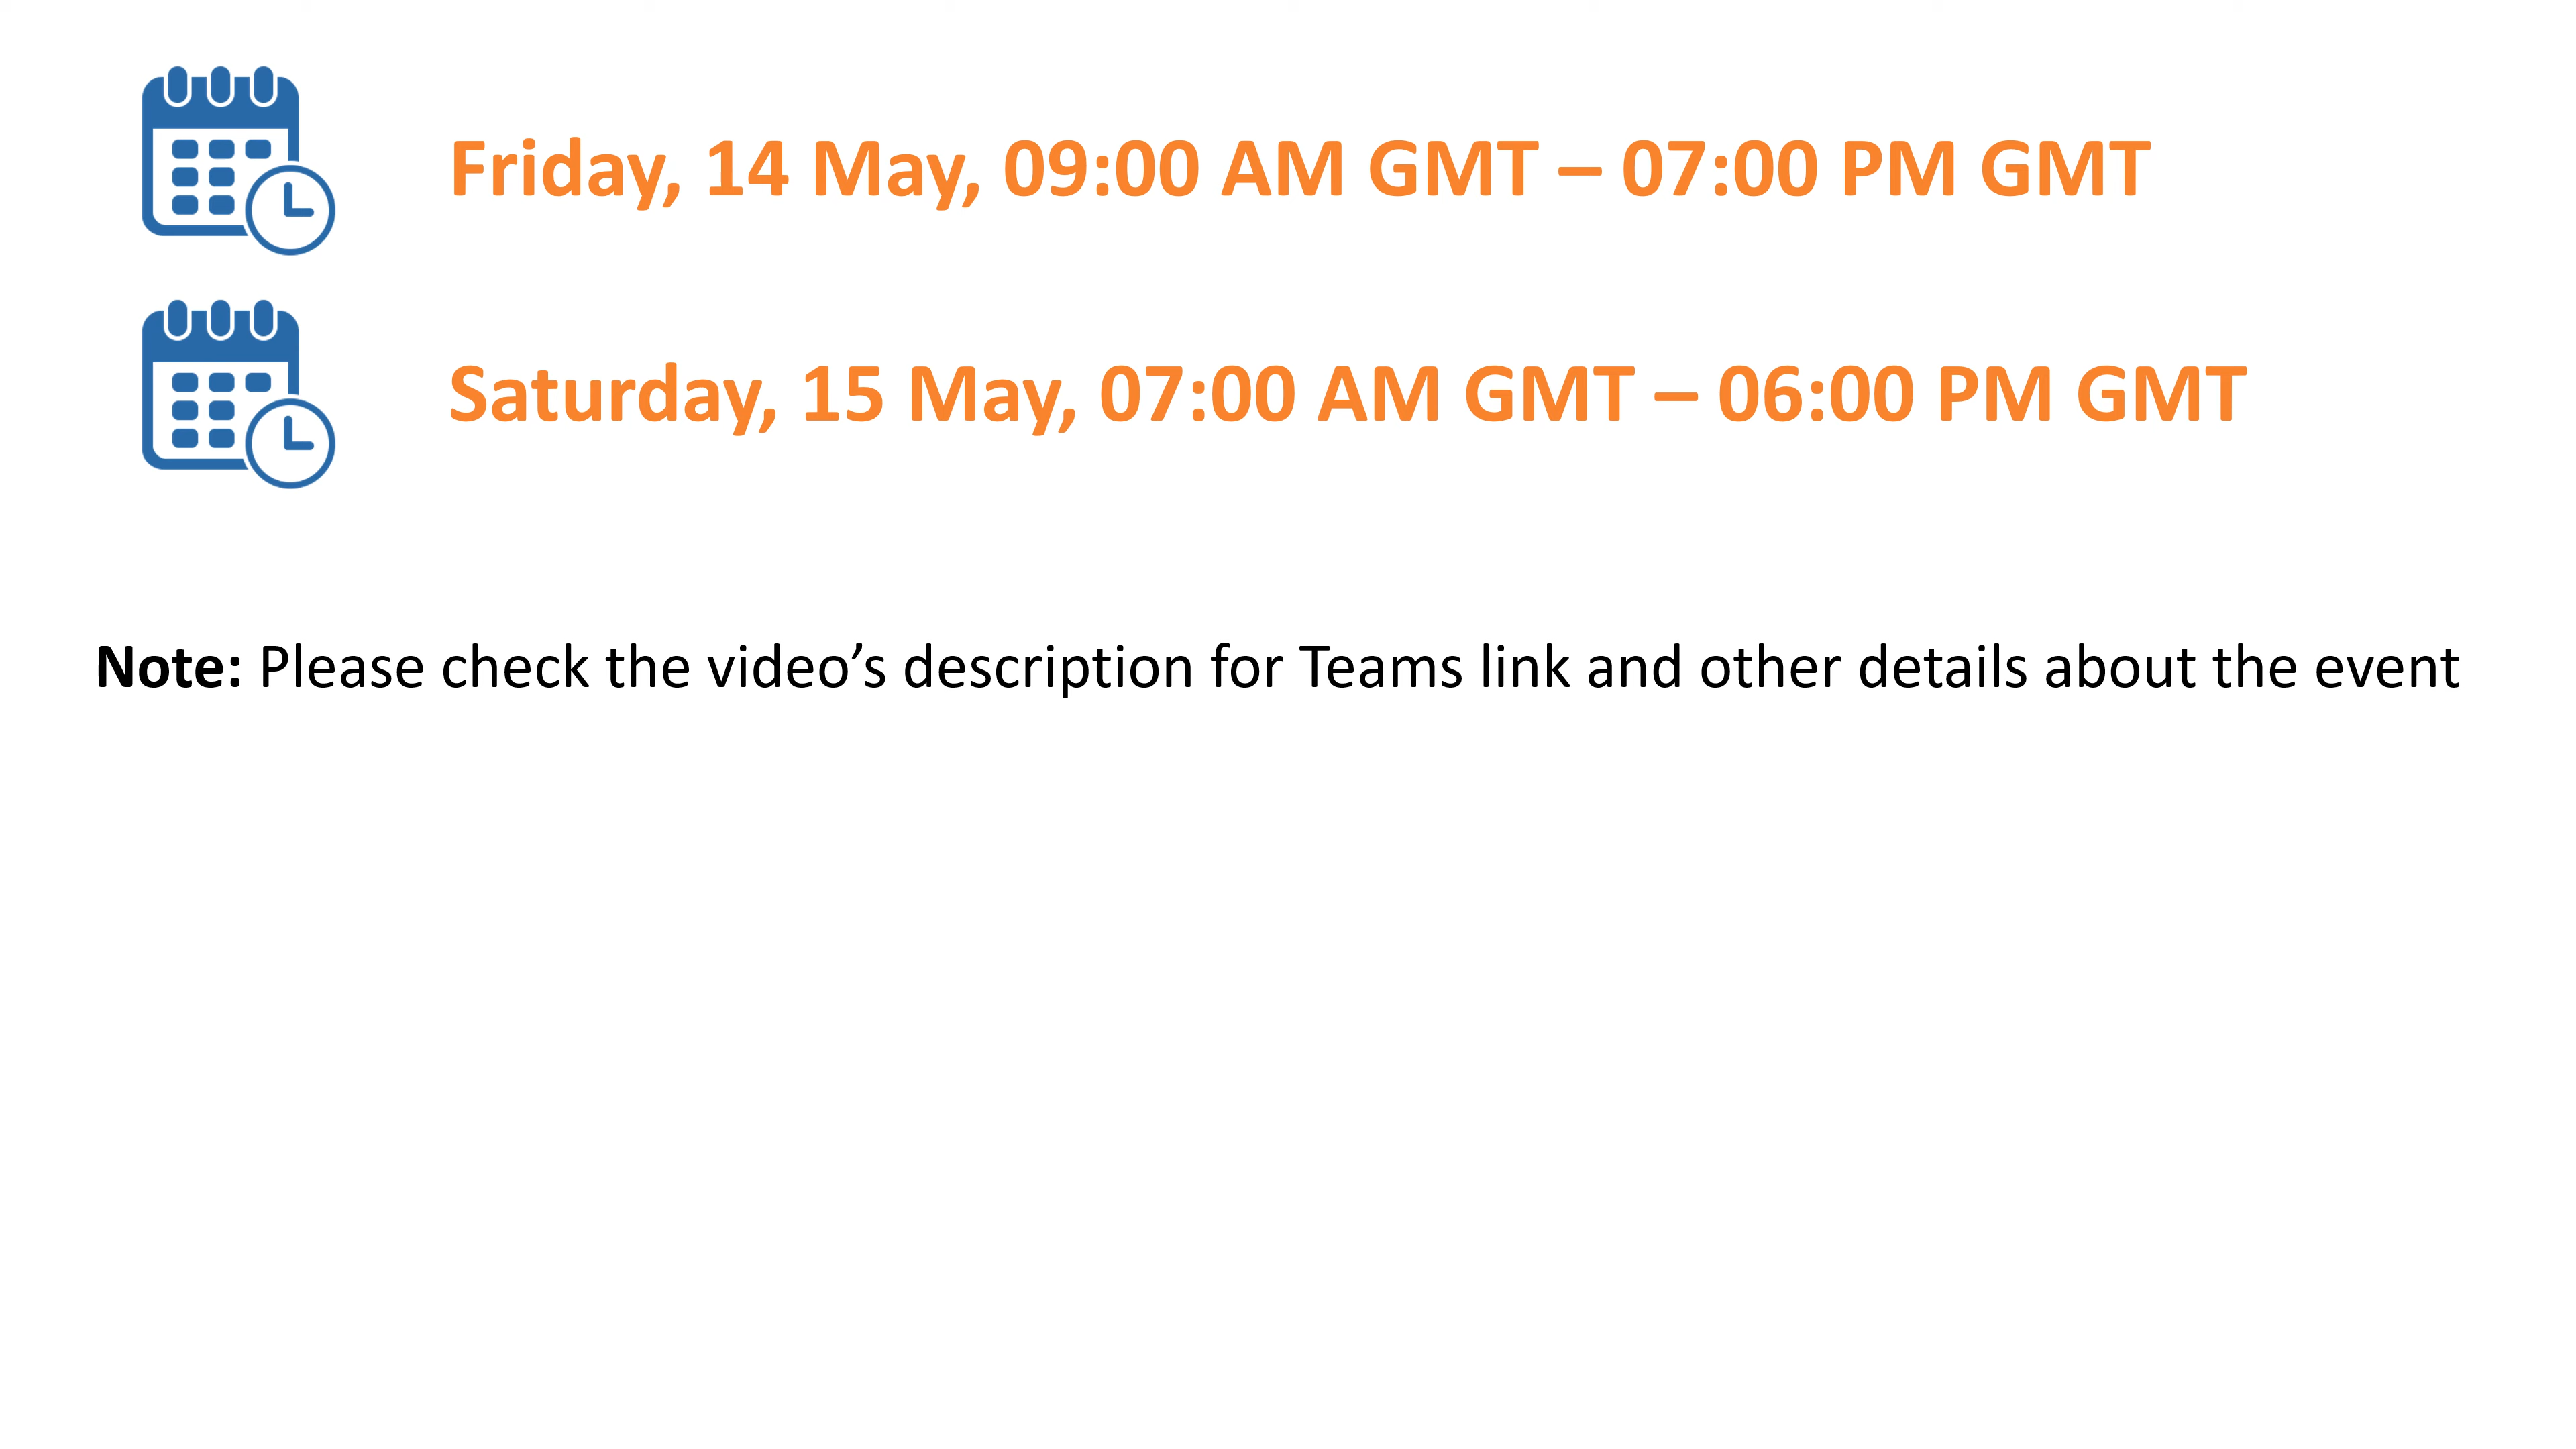 Friday, 14 May, 09:00 AM GMT – 07:00 PM GMT
Saturday, 15 May, 07:00 AM GMT – 06:00 PM GMT
Note: Please check the video’s description for Teams link and other details about the event